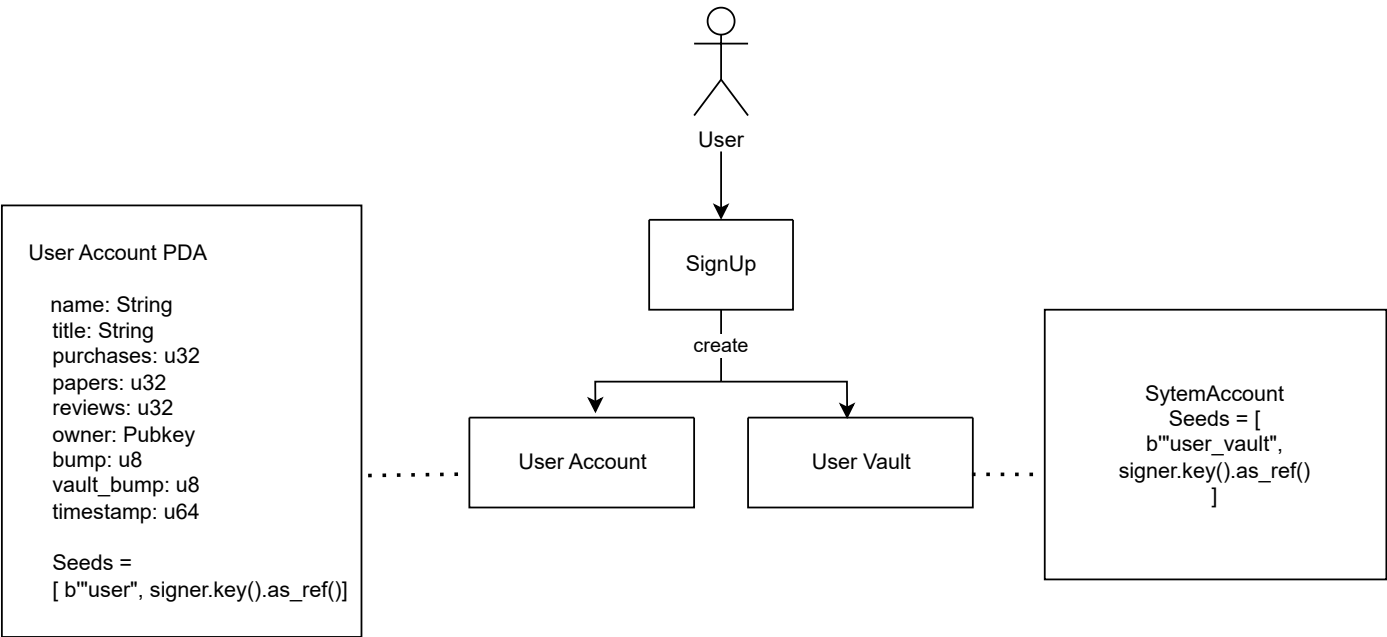 User
SignUp
create
User Account
User Vault
User Account PDA
name: String
title: String
purchases: u32
papers: u32
reviews: u32
owner: Pubkey
bump: u8
vault_bump: u8
timestamp: u64
Seeds =
[ b'"user", signer.key().as_ref()]
SytemAccount
Seeds = [
b'"user_vault",
signer.key().as_ref()
]